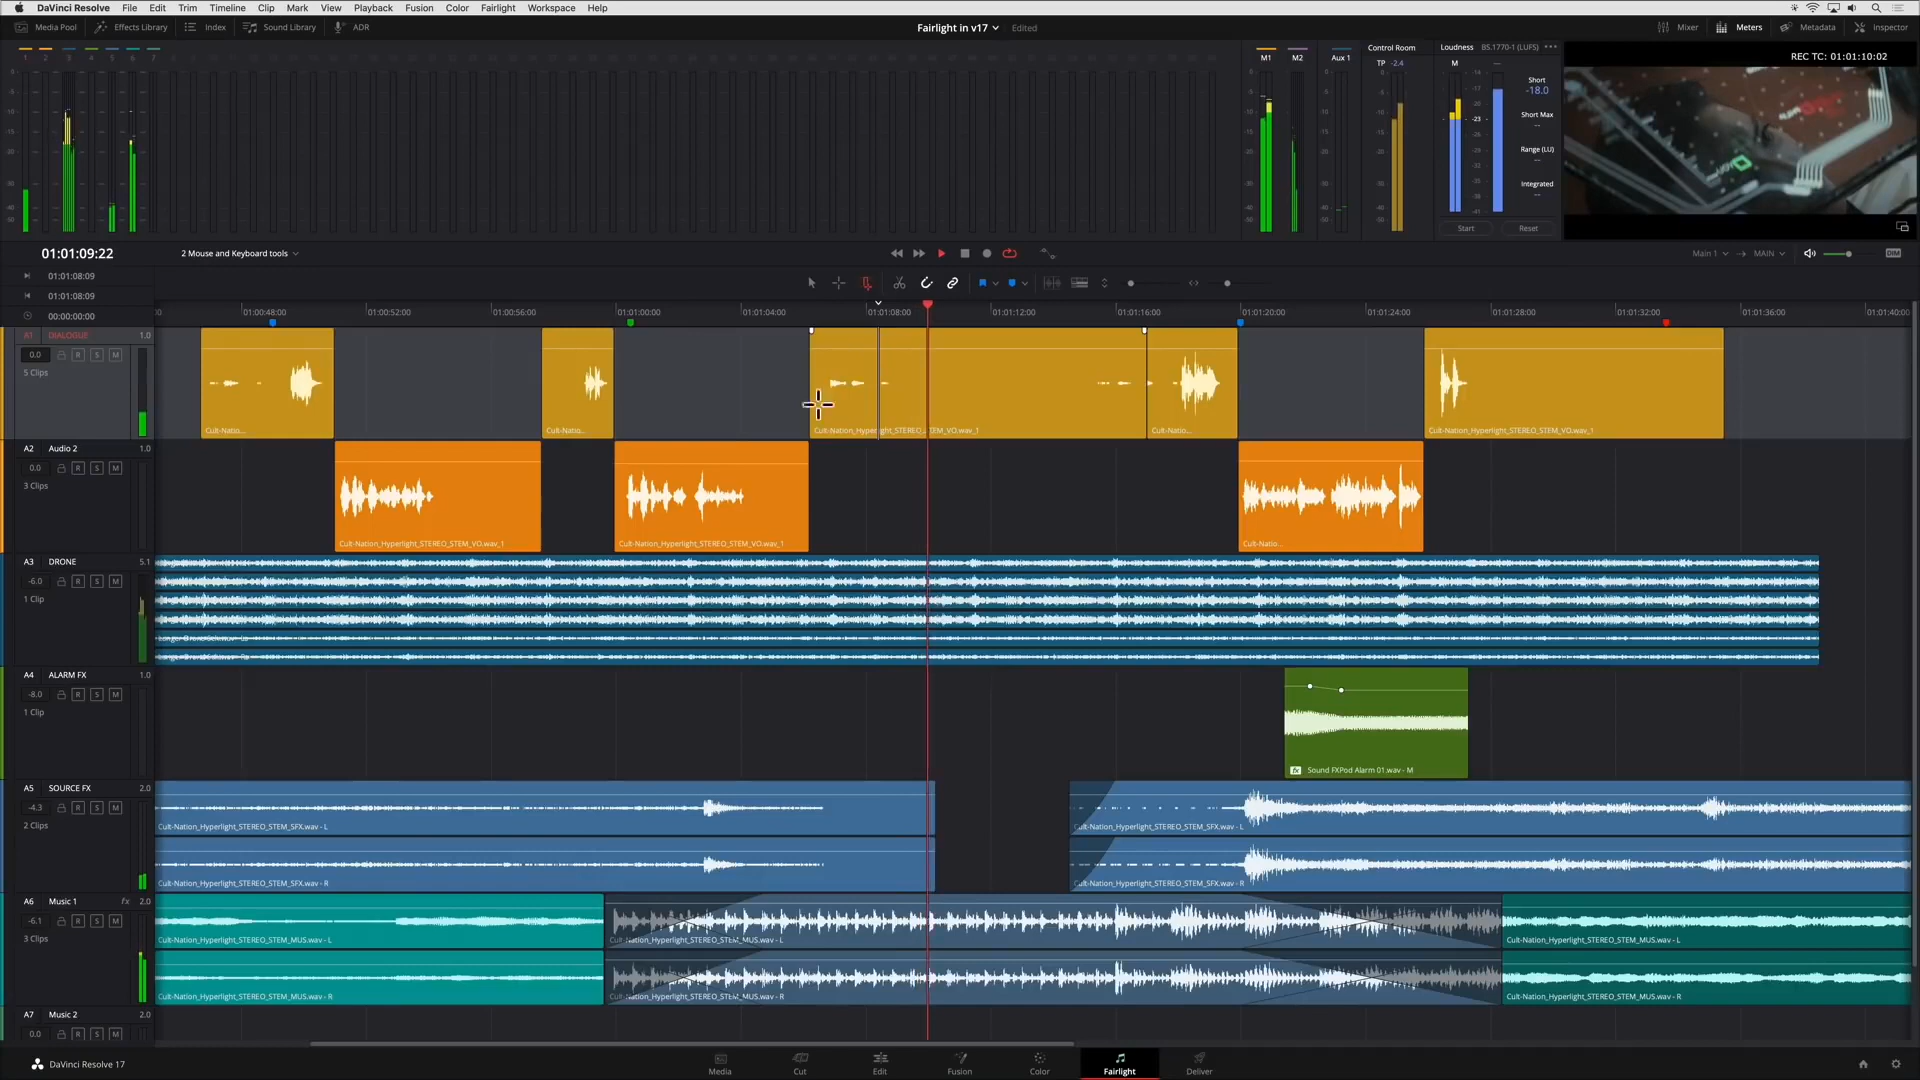 DaVinci Resolve File Edit Trim Timeline Clip Mark View Playback Fusion Color Fairlight Workspace Help
Media Pool Effects Library Index Sound Library ADR Fairlight in v17 Edited Mixer Meters Metadata Inspector
1 2 3 4 5 6 7
M1 M2 Aux 1
Control Room
TP -2.4
Loudness BS.1770-1 (LUFS)
M
Short
-18.0
Short Max
--
Range (LU)
--
Integrated
--
Start Reset
REC TC: 01:01:10:02
01:01:09:22 2 Mouse and Keyboard tools Main 1 MAIN DIM
01:01:08:09
01:01:08:09
00:00:00:00
01:00:48:00 01:00:52:00 01:00:56:00 01:01:00:00 01:01:04:00 01:01:08:00 01:01:12:00 01:01:16:00 01:01:20:00 01:01:24:00 01:01:28:00 01:01:32:00 01:01:36:00 01:01:40:00
A1 DIALOGUE 1.0
0.0 R S M
5 Clips
Cult-Natio... Cult-Natio... Cult-Nation_Hyperlight_STEREO_STEM_VO.wav_1 Cult-Natio... Cult-Nation_Hyperlight_STEREO_STEM_VO.wav_1
A2 Audio 2 1.0
0.0 R S M
3 Clips
Cult-Nation_Hyperlight_STEREO_STEM_VO.wav_1 Cult-Nation_Hyperlight_STEREO_STEM_VO.wav_1 Cult-Natio...
A3 DRONE 5.1
-6.0 R S M
1 Clip
A4 ALARM FX 1.0
-8.0 R S M
1 Clip
fx Sound FXPod Alarm 01.wav - M
A5 SOURCE FX 2.0
-4.3 R S M
2 Clips
Cult-Nation_Hyperlight_STEREO_STEM_SFX.wav - L Cult-Nation_Hyperlight_STEREO_STEM_SFX.wav - L
Cult-Nation_Hyperlight_STEREO_STEM_SFX.wav - R Cult-Nation_Hyperlight_STEREO_STEM_SFX.wav - R
A6 Music 1 fx 2.0
-6.1 R S M
3 Clips
Cult-Nation_Hyperlight_STEREO_STEM_MUS.wav - L Cult-Nation_Hyperlight_STEREO_STEM_MUS.wav - L Cult-Nation_Hyperlight_STEREO_STEM_MUS.wav - L
Cult-Nation_Hyperlight_STEREO_STEM_MUS.wav - R Cult-Nation_Hyperlight_STEREO_STEM_MUS.wav - R Cult-Nation_Hyperlight_STEREO_STEM_MUS.wav - R
A7 Music 2 2.0
0.0 R S M
DaVinci Resolve 17 Media Cut Edit Fusion Color Fairlight Deliver